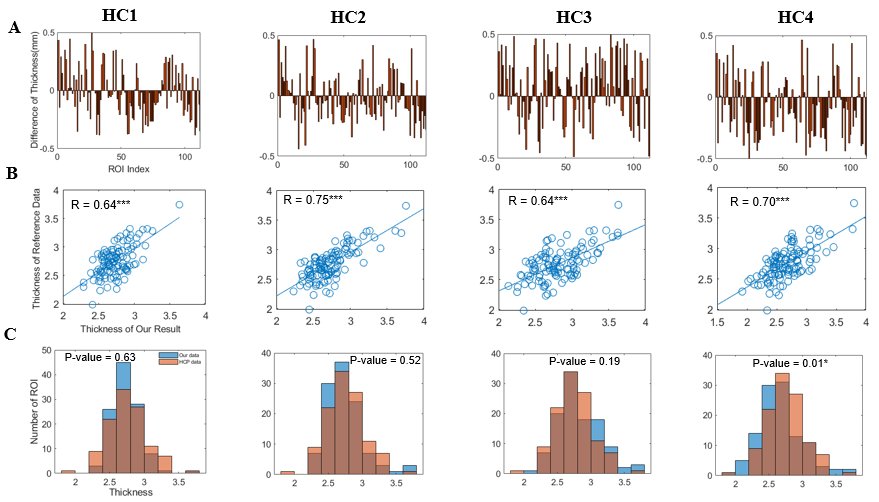 HC1 HC2 HC3 HC4
A
Difference of Thickness(mm)
0.5
0
-0.5
0 50 100
ROI Index
0.5
0
-0.5
0 50 100
0.5
0
-0.5
0 50 100
0.5
0
-0.5
0 50 100
B
Thickness of Reference Data
R = 0.64***
4
3.5
3
2.5
2
2 2.5 3 3.5 4
Thickness of Our Result
R = 0.75***
4
3.5
3
2.5
2
2 2.5 3 3.5 4
R = 0.64***
4
3.5
3
2.5
2
2 2.5 3 3.5 4
R = 0.70***
4
3.5
3
2.5
2
1.5 2 2.5 3 3.5 4
C
Number of ROI
P-value = 0.63
Our data
HCP data
50
40
30
20
10
0
2 2.5 3 3.5
Thickness
P-value = 0.52
40
30
20
10
0
2 2.5 3 3.5
P-value = 0.19
40
30
20
10
0
2 2.5 3 3.5
P-value = 0.01*
40
30
20
10
0
2 2.5 3 3.5